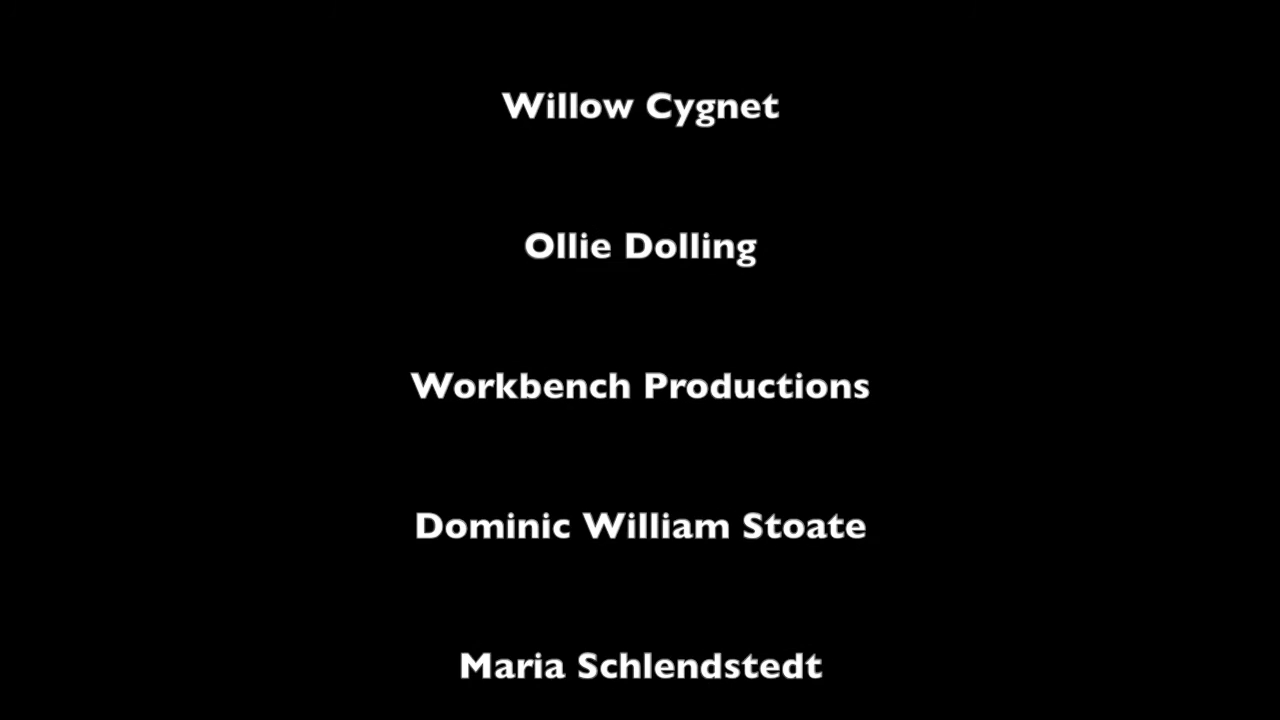 Willow Cygnet
Ollie Dolling
Workbench Productions
Dominic William Stoate
Maria Schlendstedt